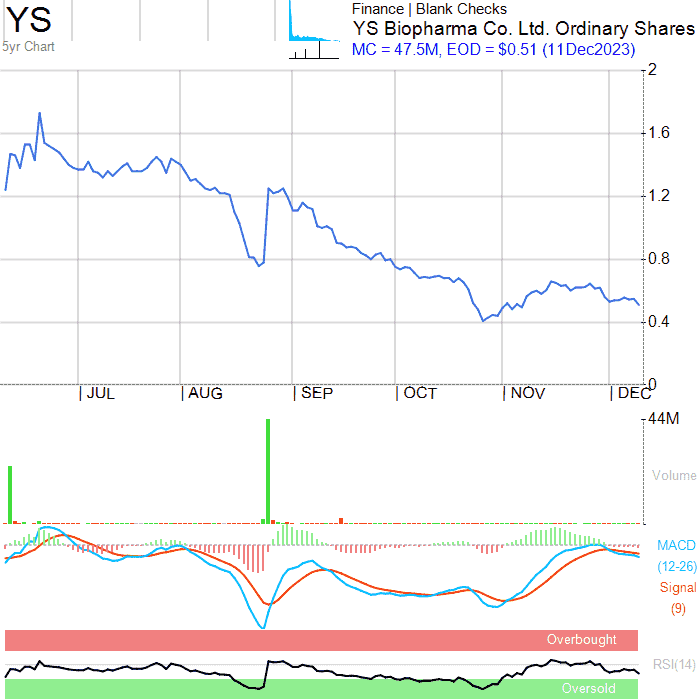 YS
5yr Chart
Finance | Blank Checks
YS Biopharma Co. Ltd. Ordinary Shares
MC = 47.5M, EOD = $0.51 (11Dec2023)
2
1.6
1.2
0.8
0.4
0
| JUL | AUG | SEP | OCT | NOV | DEC
44M
Volume
MACD
(12-26)
Signal
(9)
Overbought
RSI(14)
Oversold